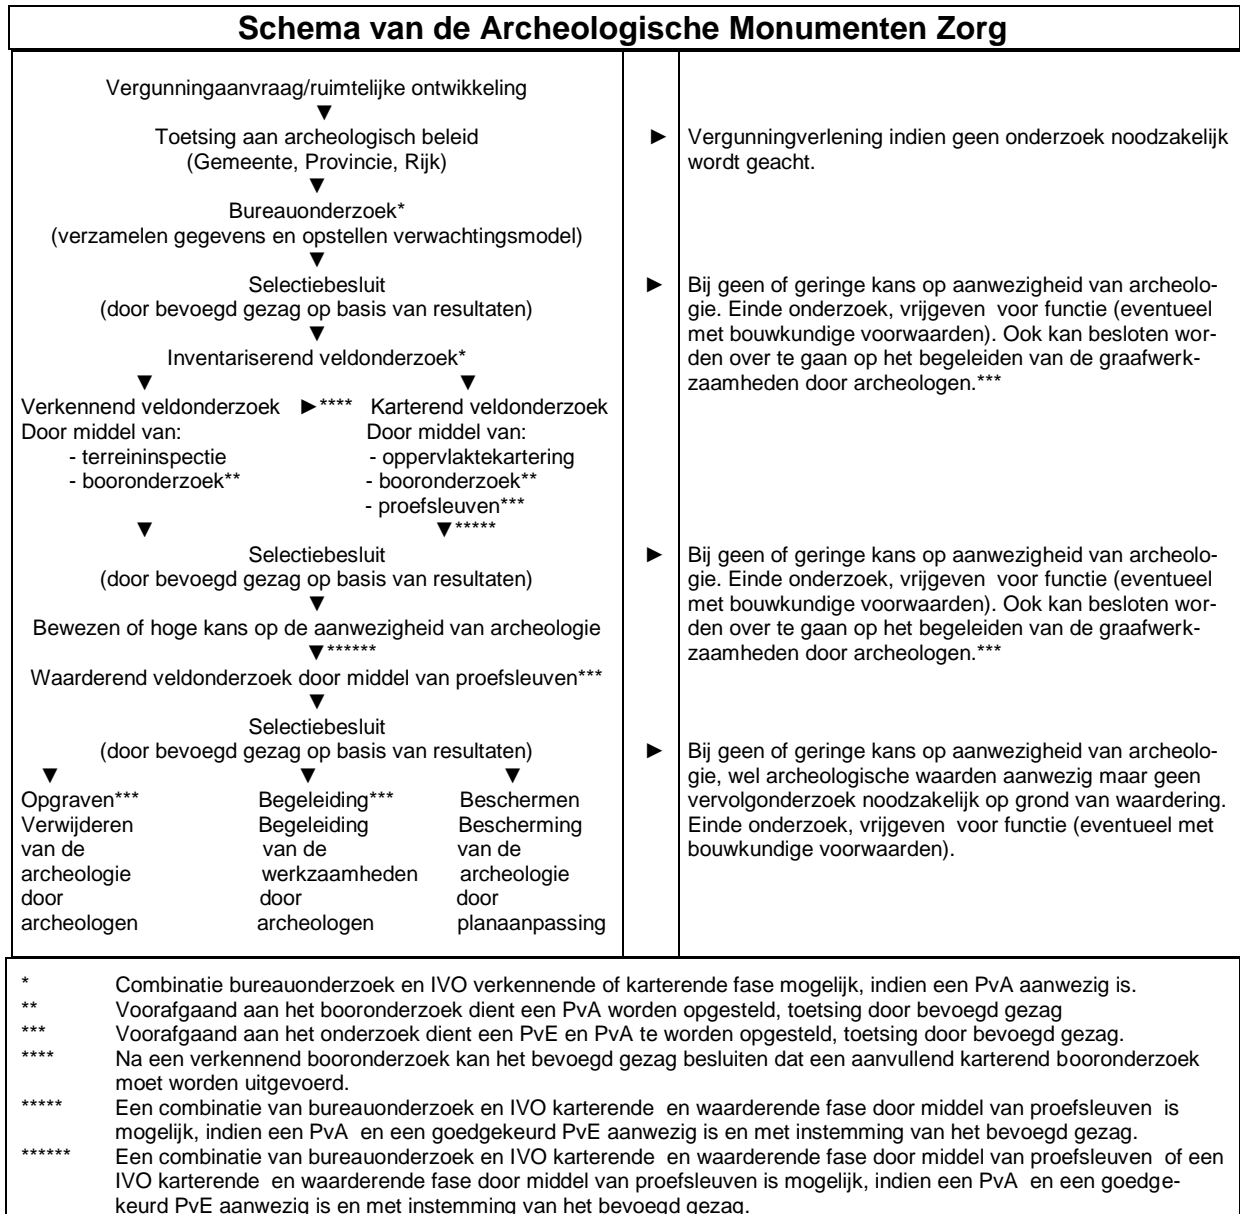 Schema van de Archeologische Monumenten Zorg
Vergunningaanvraag/ruimtelijke ontwikkeling
▼
Toetsing aan archeologisch beleid
(Gemeente, Provincie, Rijk)
► Vergunningverlening indien geen onderzoek noodzakelijk
wordt geacht.
▼
Bureauonderzoek*
(verzamelen gegevens en opstellen verwachtingsmodel)
▼
Selectiebesluit
(door bevoegd gezag op basis van resultaten)
► Bij geen of geringe kans op aanwezigheid van archeolo-
gie. Einde onderzoek, vrijgeven voor functie (eventueel
met bouwkundige voorwaarden). Ook kan besloten wor-
den over te gaan op het begeleiden van de graafwerk-
zaamheden door archeologen.***
▼
Inventariserend veldonderzoek*
▼ ▼
Verkennend veldonderzoek ►**** Karterend veldonderzoek
Door middel van: Door middel van:
- terreininspectie - oppervlaktekartering
- booronderzoek** - booronderzoek**
- proefsleuven***
▼ ▼*****
Selectiebesluit
(door bevoegd gezag op basis van resultaten)
► Bij geen of geringe kans op aanwezigheid van archeolo-
gie. Einde onderzoek, vrijgeven voor functie (eventueel
met bouwkundige voorwaarden). Ook kan besloten wor-
den over te gaan op het begeleiden van de graafwerk-
zaamheden door archeologen.***
▼
Bewezen of hoge kans op de aanwezigheid van archeologie
▼******
Waarderend veldonderzoek door middel van proefsleuven***
▼
Selectiebesluit
(door bevoegd gezag op basis van resultaten)
► Bij geen of geringe kans op aanwezigheid van archeolo-
gie, wel archeologische waarden aanwezig maar geen
vervolgonderzoek noodzakelijk op grond van waardering.
Einde onderzoek, vrijgeven voor functie (eventueel met
bouwkundige voorwaarden).
▼ ▼ ▼
Opgraven*** Begeleiding*** Beschermen
Verwijderen Begeleiding Bescherming
van de van de van de
archeologie werkzaamheden archeologie
door door door
archeologen archeologen planaanpassing
* Combinatie bureauonderzoek en IVO verkennende of karterende fase mogelijk, indien een PvA aanwezig is.
** Voorafgaand aan het booronderzoek dient een PvA worden opgesteld, toetsing door bevoegd gezag
*** Voorafgaand aan het onderzoek dient een PvE en PvA te worden opgesteld, toetsing door bevoegd gezag.
**** Na een verkennend booronderzoek kan het bevoegd gezag besluiten dat een aanvullend karterend booronderzoek
moet worden uitgevoerd.
***** Een combinatie van bureauonderzoek en IVO karterende en waarderende fase door middel van proefsleuven is
mogelijk, indien een PvA en een goedgekeurd PvE aanwezig is en met instemming van het bevoegd gezag.
****** Een combinatie van bureauonderzoek en IVO karterende en waarderende fase door middel van proefsleuven of een
IVO karterende en waarderende fase door middel van proefsleuven is mogelijk, indien een PvA en een goedge-
keurd PvE aanwezig is en met instemming van het bevoegd gezag.